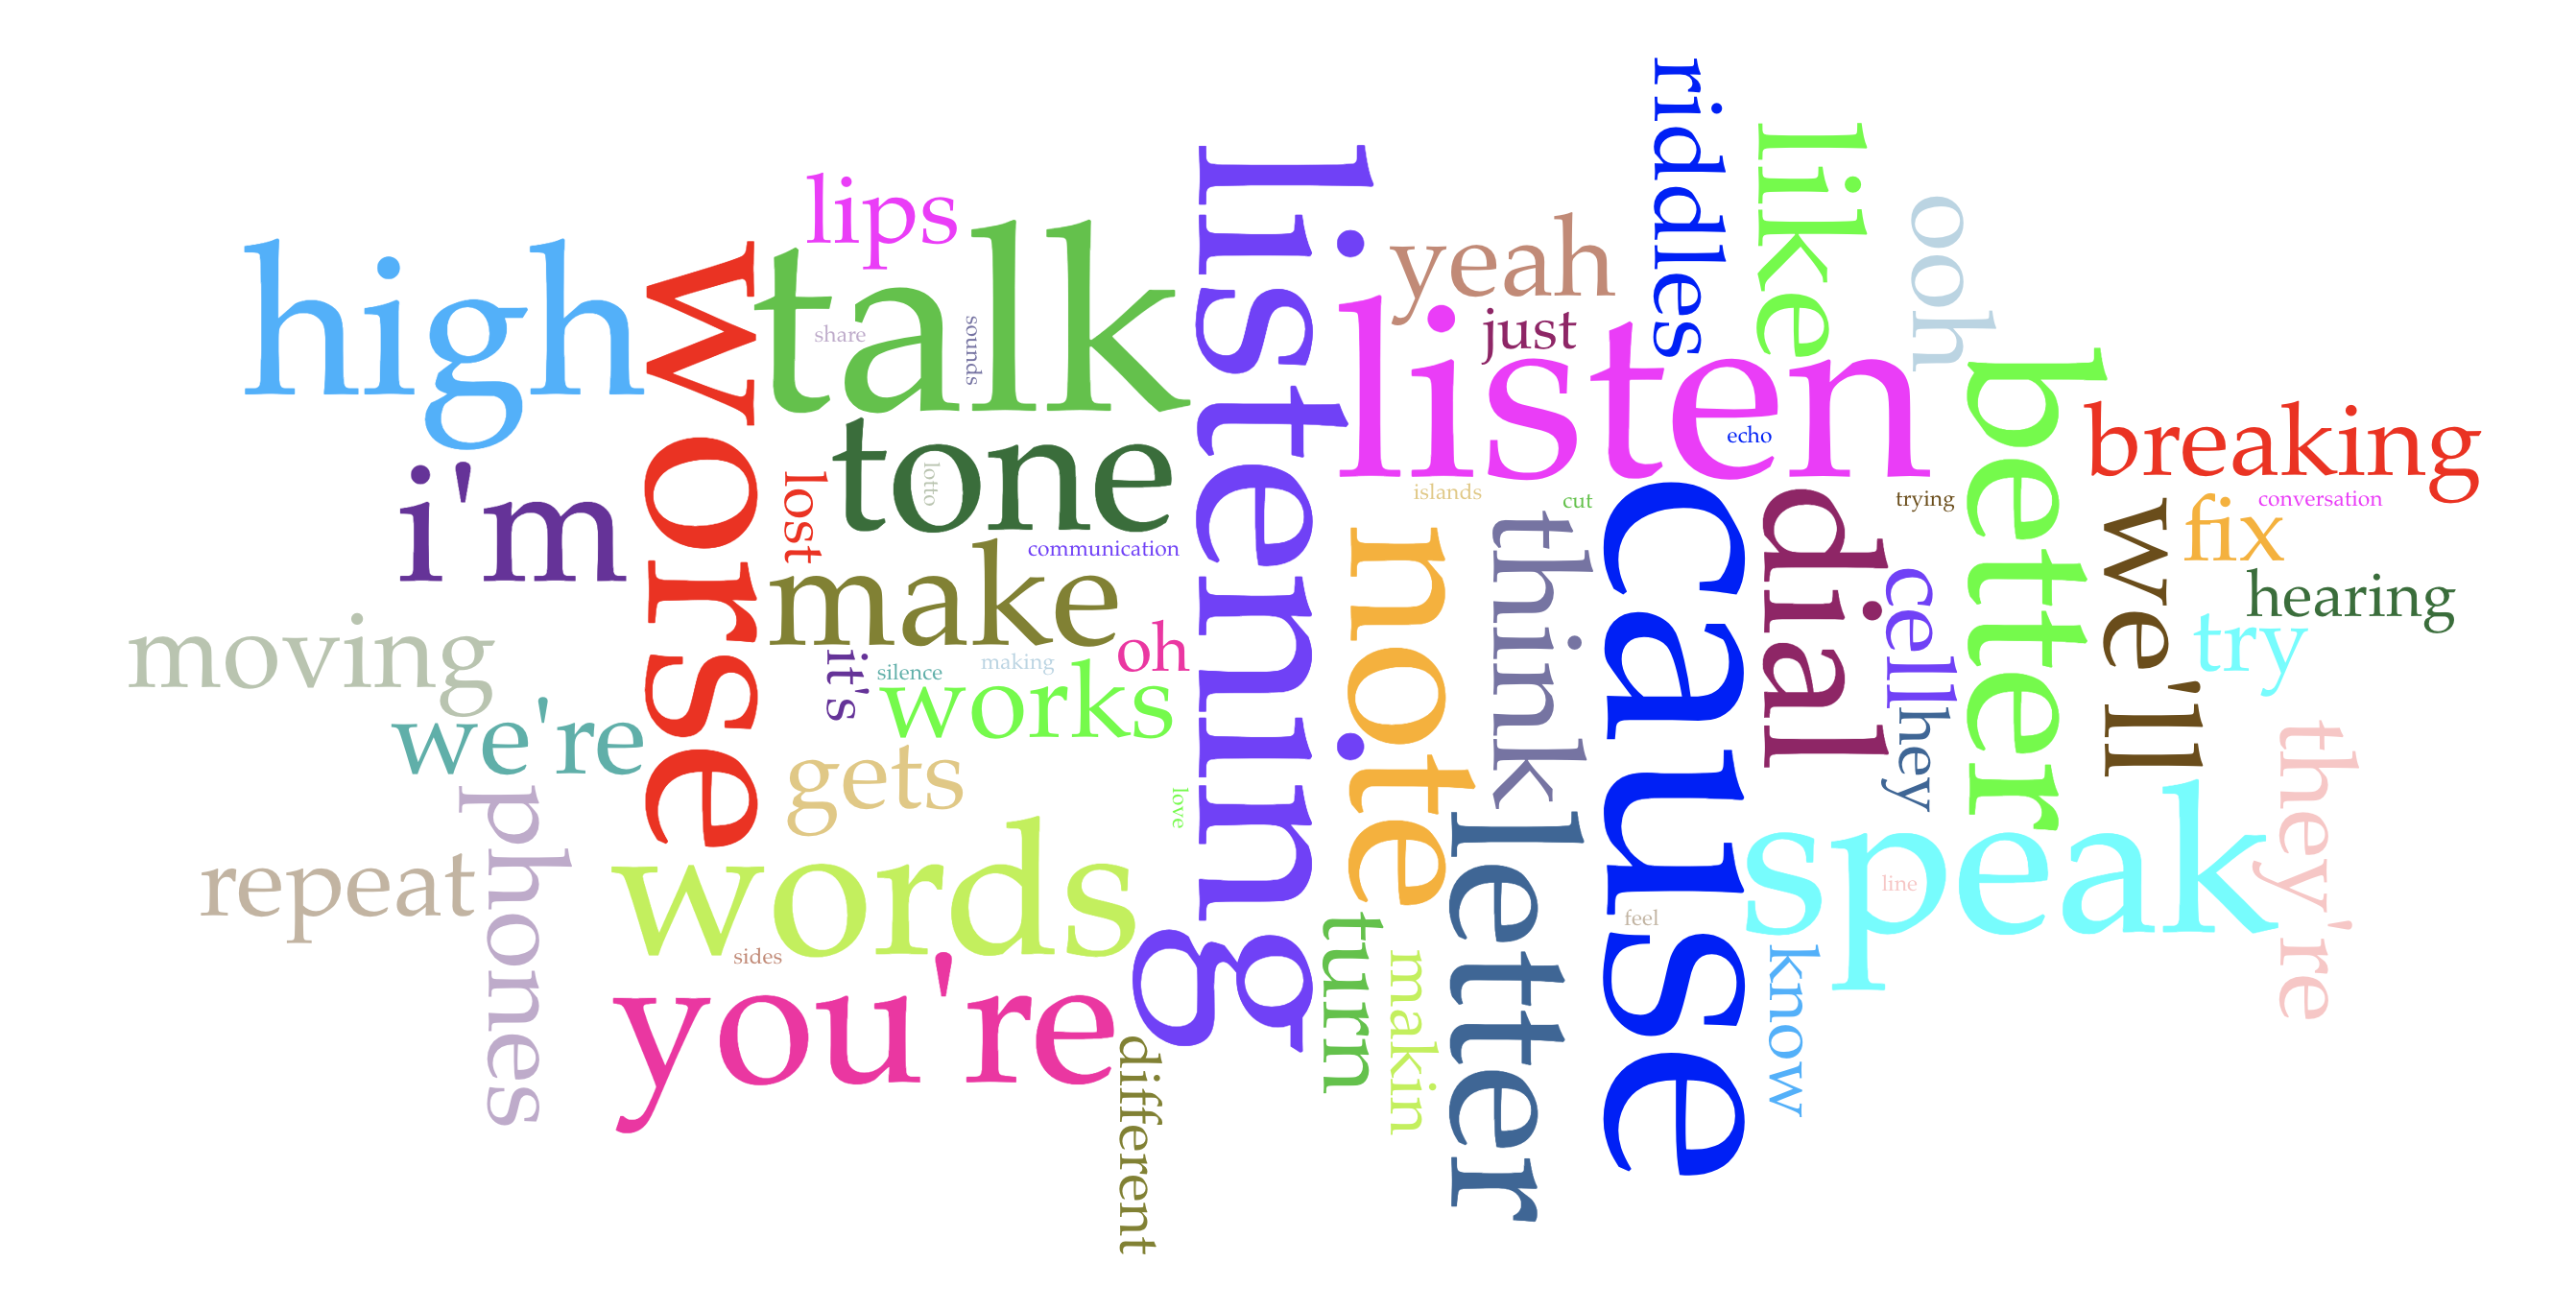 riddles
like
lips
listening
ooh
yeah
high
worse
talk
just
listen
share
sounds
better
echo
breaking
tone
i'm
lost
lotto
islands
cut
trying
conversation
note
think
cause
dial
we'll
fix
communication
make
cell
hearing
moving
oh
try
it's
silence
making
works
we're
hey
they're
gets
phones
love
letter
speak
words
repeat
line
feel
turn
sides
you're
makin
know
different